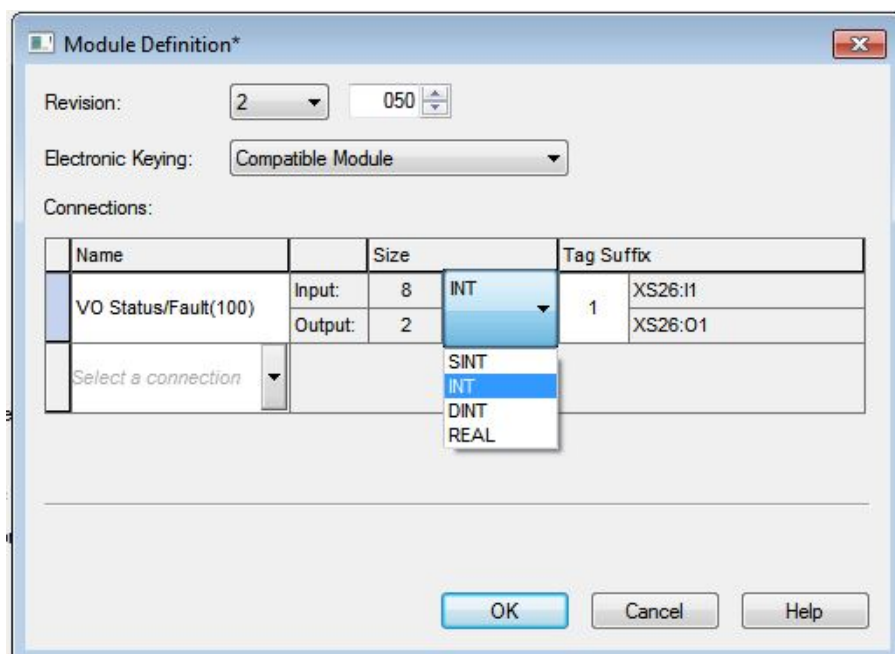 Module Definition*
Revision: 2 050
Electronic Keying: Compatible Module
Connections:
Name Size Tag Suffix
VO Status/Fault(100) Input: 8 INT 1 XS26:I1
Output: 2 XS26:O1
Select a connection
SINT
INT
DINT
REAL
OK Cancel Help